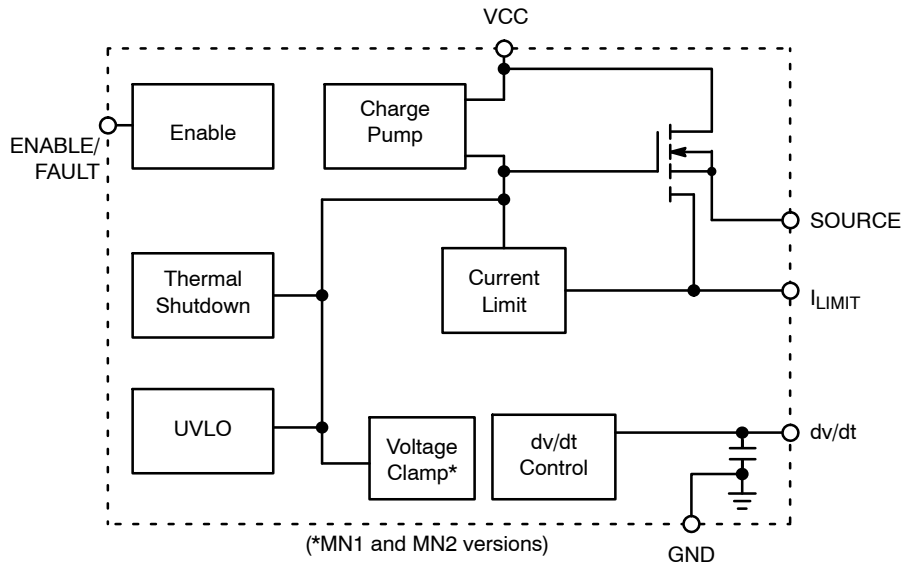 VCC
Enable
Charge
Pump
ENABLE/
FAULT
SOURCE
Thermal
Shutdown
Current
Limit
ILIMIT
UVLO
Voltage
Clamp*
dv/dt
Control
dv/dt
(*MN1 and MN2 versions)
GND